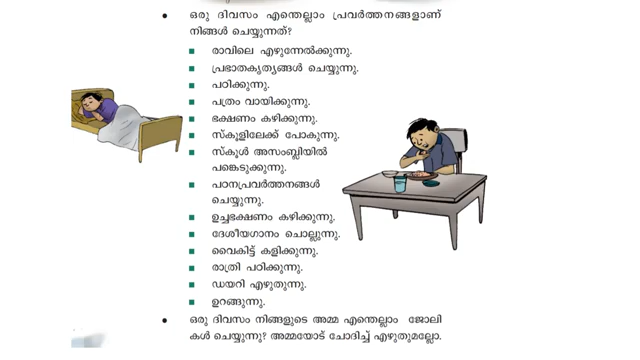 • ഒരു ദിവസം എന്തെല്ലാം പ്രവർത്തനങ്ങളാണ്
നിങ്ങൾ ചെയ്യുന്നത്?
■ രാവിലെ എഴുന്നേൽക്കുന്നു.
■ പ്രഭാതകൃത്യങ്ങൾ ചെയ്യുന്നു.
■ പഠിക്കുന്നു.
■ പത്രം വായിക്കുന്നു.
■ ഭക്ഷണം കഴിക്കുന്നു.
■ സ്കൂളിലേക്ക് പോകുന്നു.
■ സ്കൂൾ അസംബ്ലിയിൽ
പങ്കെടുക്കുന്നു.
■ പഠനപ്രവർത്തനങ്ങൾ
ചെയ്യുന്നു.
■ ഉച്ചഭക്ഷണം കഴിക്കുന്നു.
■ ദേശീയഗാനം ചൊല്ലുന്നു.
■ വൈകിട്ട് കളിക്കുന്നു.
■ രാത്രി പഠിക്കുന്നു.
■ ഡയറി എഴുതുന്നു.
■ ഉറങ്ങുന്നു.
• ഒരു ദിവസം നിങ്ങളുടെ അമ്മ എന്തെല്ലാം ജോലി
കൾ ചെയ്യുന്നു? അമ്മയോട് ചോദിച്ച് എഴുതുമല്ലോ.